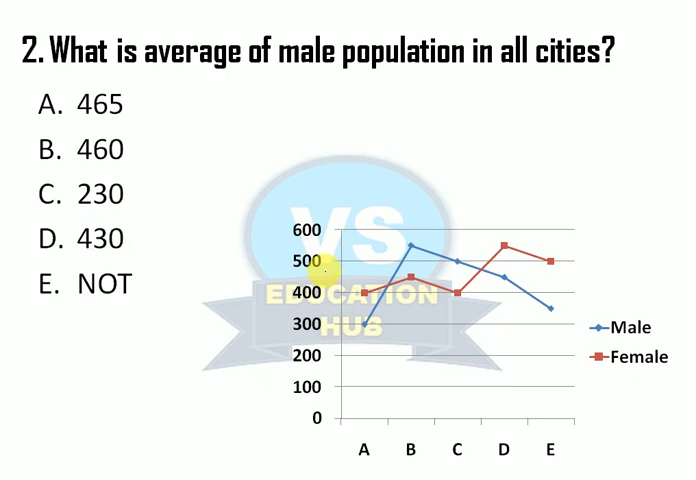 2. What is average of male population in all cities?
A. 465
B. 460
C. 230
D. 430
E. NOT
VS
EDUCATION
HUB
600
500
400
300
200
100
0
A B C D E
Male
Female